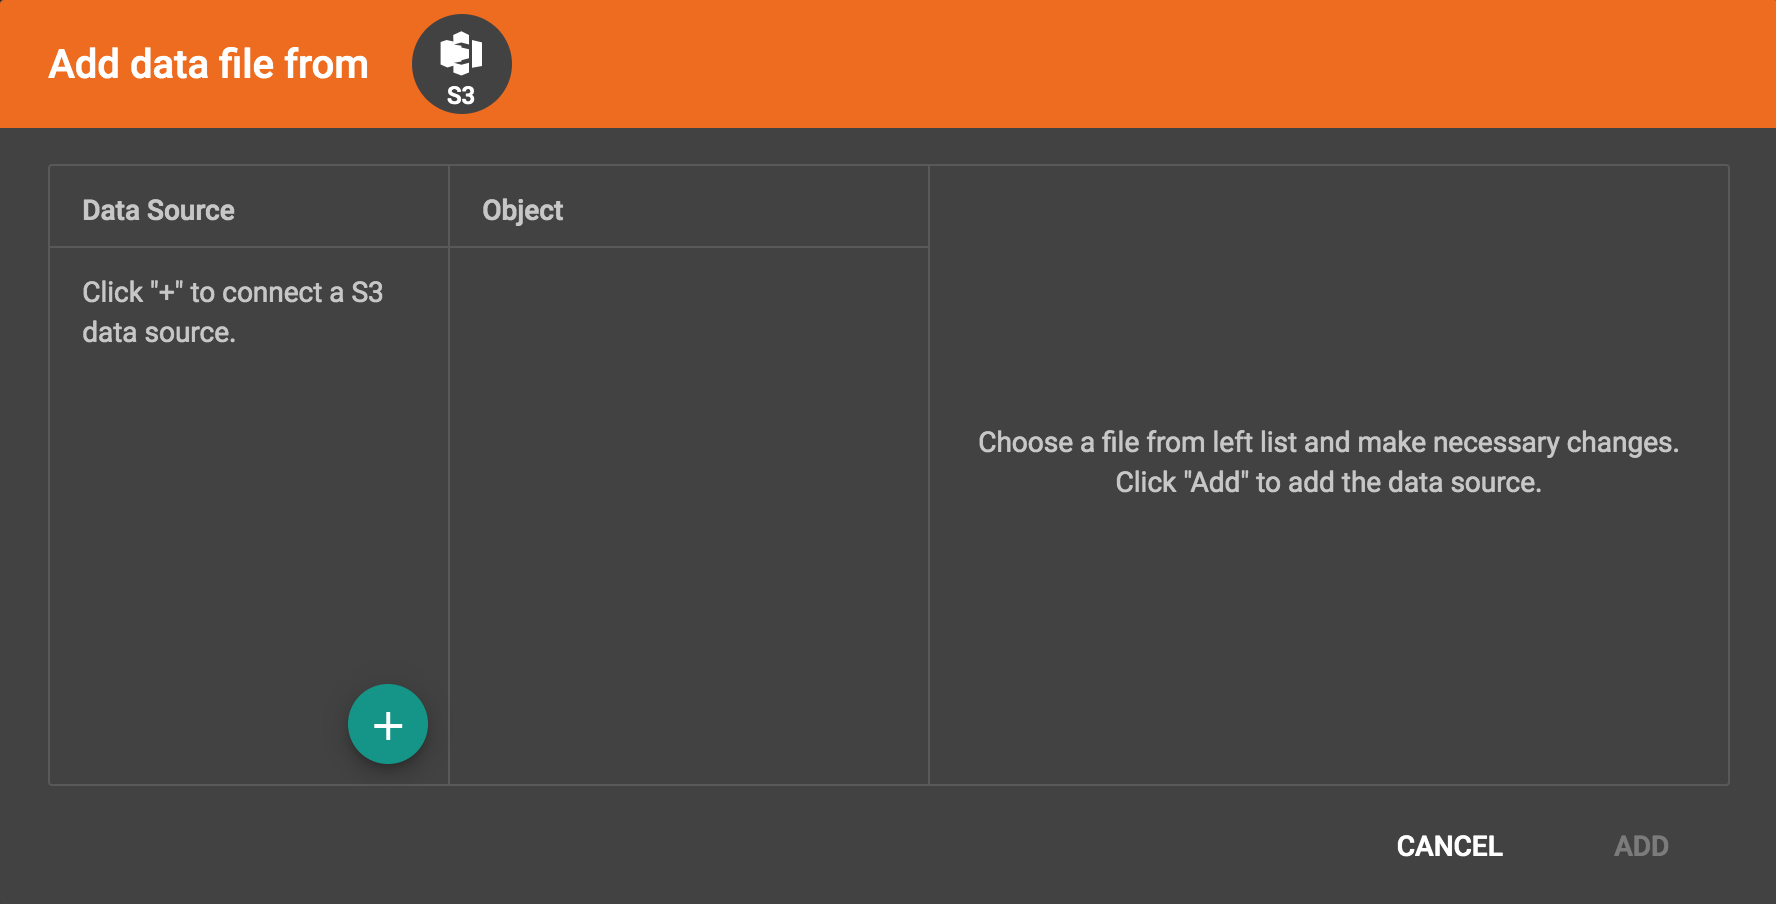 Add data file from
S3
Data Source
Object
Click "+" to connect a S3
data source.
Choose a file from left list and make necessary changes.
Click "Add" to add the data source.
+
CANCEL
ADD